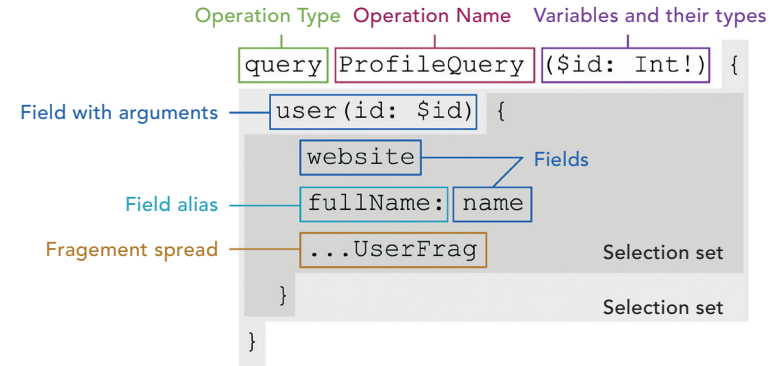 Operation Type Operation Name Variables and their types
query ProfileQuery ($id: Int!) {
Field with arguments user(id: $id) {
website Fields
Field alias fullName: name
Fragement spread ...UserFrag Selection set
} Selection set
}